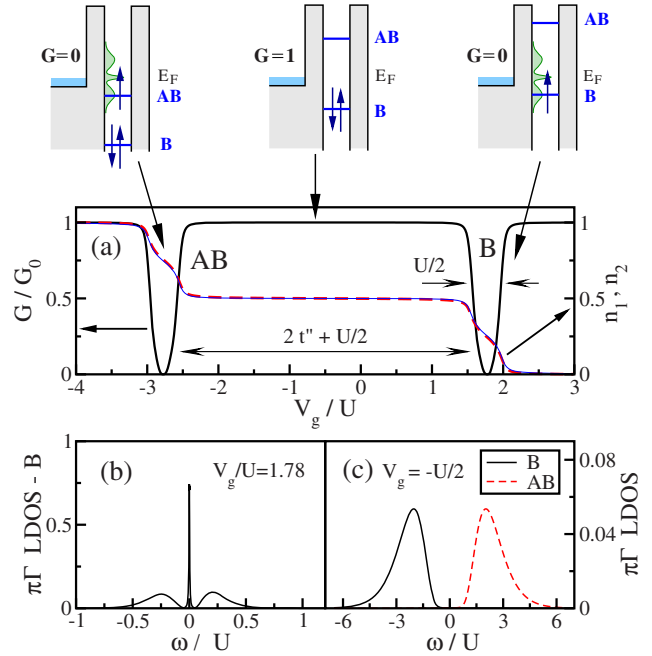 G=0 AB G=1 AB G=0
E_F E_F E_F
AB B B
B
1 (a) AB B 1
U/2
G / G_0 0.5 0.5 n_1 , n_2
2 t" + U/2
0 0
-4 -3 -2 -1 0 1 2 3
V_g / U
1 (b) V_g/U=1.78 (c) V_g = -U/2 B 0.08
AB
πΓ LDOS - B 0.5 0.04 πΓ LDOS
0 0
-1 -0.5 0 0.5 1 -6 -3 0 3 6
ω / U ω / U